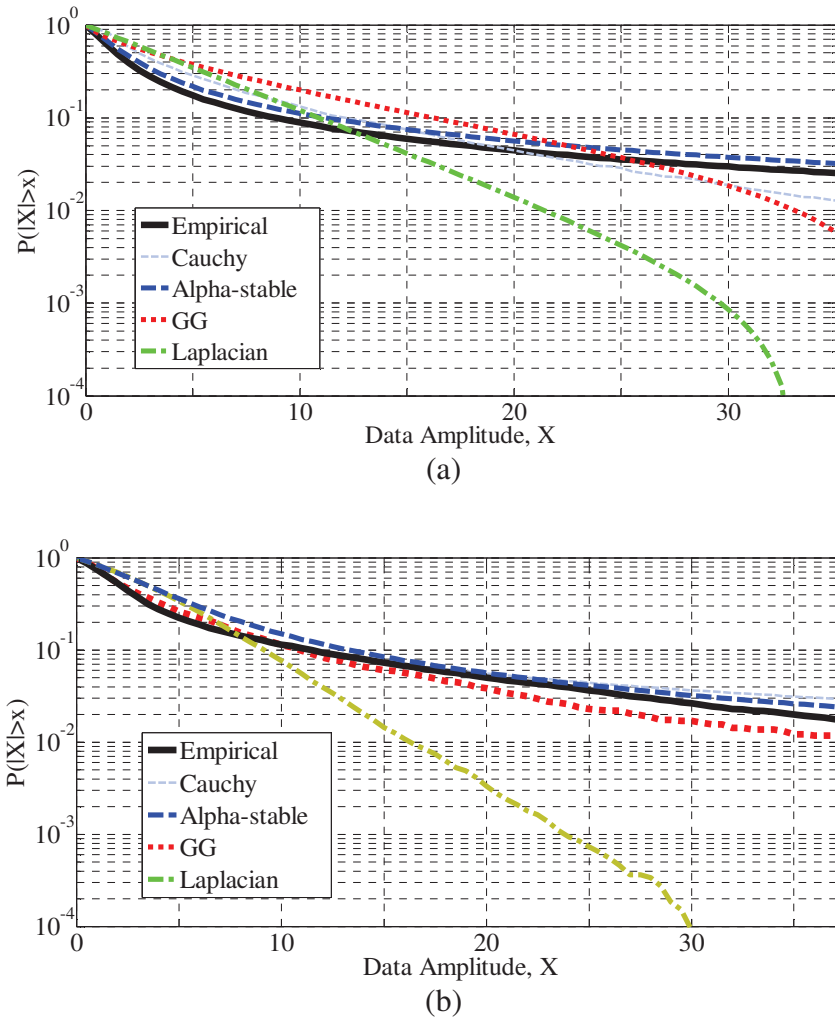 10^0
10^-1
10^-2
10^-3
10^-4
P(|X|>x)
Empirical
Cauchy
Alpha-stable
GG
Laplacian
0 10 20 30
Data Amplitude, X
(a)
10^0
10^-1
10^-2
10^-3
10^-4
P(|X|>x)
Empirical
Cauchy
Alpha-stable
GG
Laplacian
0 10 20 30
Data Amplitude, X
(b)